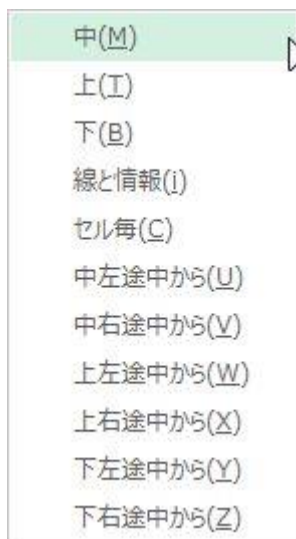 中(M)
上(T)
下(B)
線と情報(i)
セル毎(C)
中左途中から(U)
中右途中から(V)
上左途中から(W)
上右途中から(X)
下左途中から(Y)
下右途中から(Z)